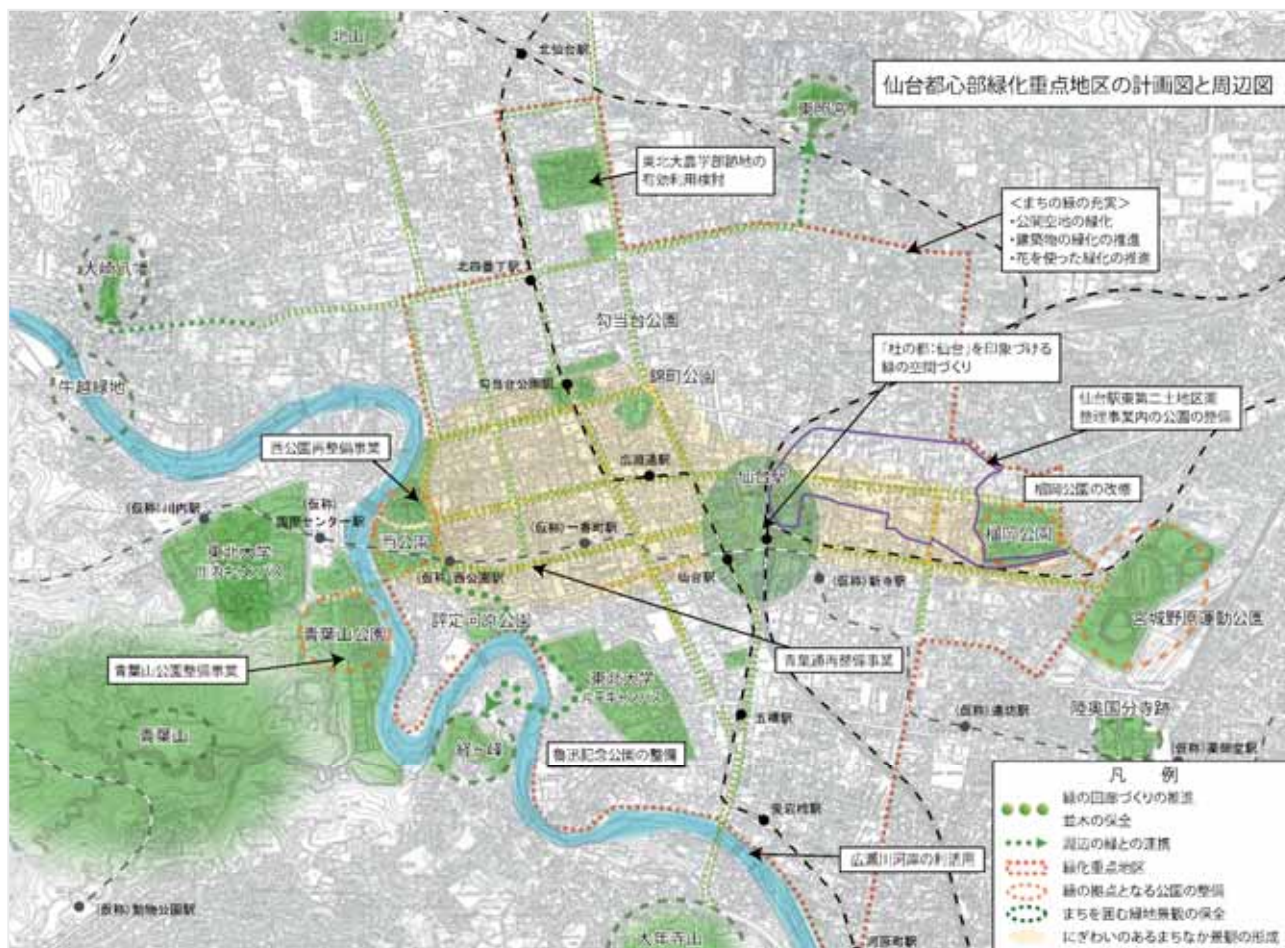 北山
北仙台駅
仙台都心部緑化重点地区の計画図と周辺図
東照宮
東北大農学部跡地の
有効利用検討
＜まちの緑の充実＞
・公開空地の緑化
・建築物の緑化の推進
・花を使った緑化の推進
大崎八幡
北四番丁駅
勾当台公園
「杜の都：仙台」を印象づける
緑の空間づくり
牛越緑地
勾当台公園駅
錦町公園
仙台駅東第二土地区画
整理事業内の公園の整備
西公園再整備事業
広瀬通駅
仙台駅
榴岡公園の改修
(仮称)川内駅
(仮称)
国際センター駅
(仮称)一番町駅
榴岡公園
東北大学
川内キャンパス
当公園
(仮称)西公園駅
仙台駅
(仮称)新寺駅
宮城野原運動公園
青葉山公園
評定河原公園
青葉山公園整備事業
青葉通再整備事業
東北大学
片平キャンパス
五橋駅
(仮称)連坊駅
陸奥国分寺跡
青葉山
経ヶ峰
魯迅記念公園の整備
(仮称)薬師堂駅
愛宕橋駅
広瀬川河岸の利活用
(仮称)動物公園駅
大年寺山
河原町駅
凡　例
緑の回廊づくりの推進
並木の保全
周辺の緑との連携
緑化重点地区
緑の拠点となる公園の整備
まちを囲む緑地景観の保全
にぎわいのあるまちなか景観の形成